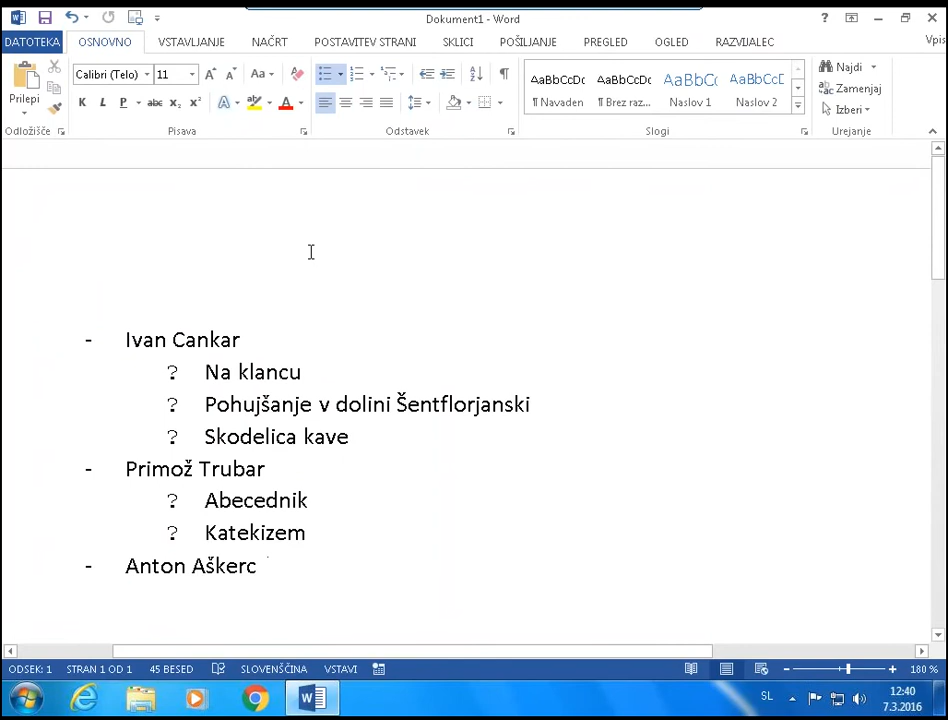 Dokument1 - Word
DATOTEKA OSNOVNO VSTAVLJANJE NAČRT POSTAVITEV STRANI SKLICI POŠILJANJE PREGLED OGLED RAZVIJALEC Vpis
Prilepi
Calibri (Telo) 11
AaBbCcDc AaBbCcDc AaBbC( AaBbCcE
¶ Navaden ¶ Brez raz... Naslov 1 Naslov 2
Najdi
Zamenjaj
Izberi
Odložišče Pisava Odstavek Slogi Urejanje
- Ivan Cankar
? Na klancu
? Pohujšanje v dolini Šentflorjanski
? Skodelica kave
- Primož Trubar
? Abecednik
? Katekizem
- Anton Aškerc
ODSEK: 1 STRAN 1 OD 1 45 BESED SLOVENŠČINA VSTAVI 180 %
SL 12:40
7.3.2016